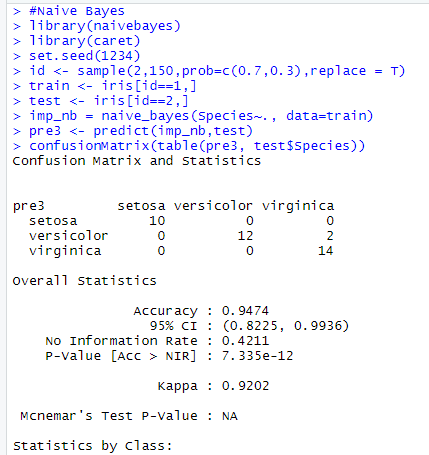 > #Naive Bayes
> library(naivebayes)
> library(caret)
> set.seed(1234)
> id <- sample(2,150,prob=c(0.7,0.3),replace = T)
> train <- iris[id==1,]
> test <- iris[id==2,]
> imp_nb = naive_bayes(Species~., data=train)
> pre3 <- predict(imp_nb,test)
> confusionMatrix(table(pre3, test$Species))
Confusion Matrix and Statistics
pre3         setosa versicolor virginica
  setosa         10          0         0
  versicolor      0         12         2
  virginica       0          0        14
Overall Statistics
               Accuracy : 0.9474
                 95% CI : (0.8225, 0.9936)
    No Information Rate : 0.4211
    P-Value [Acc > NIR] : 7.335e-12
                  Kappa : 0.9202
 Mcnemar's Test P-Value : NA
Statistics by Class: